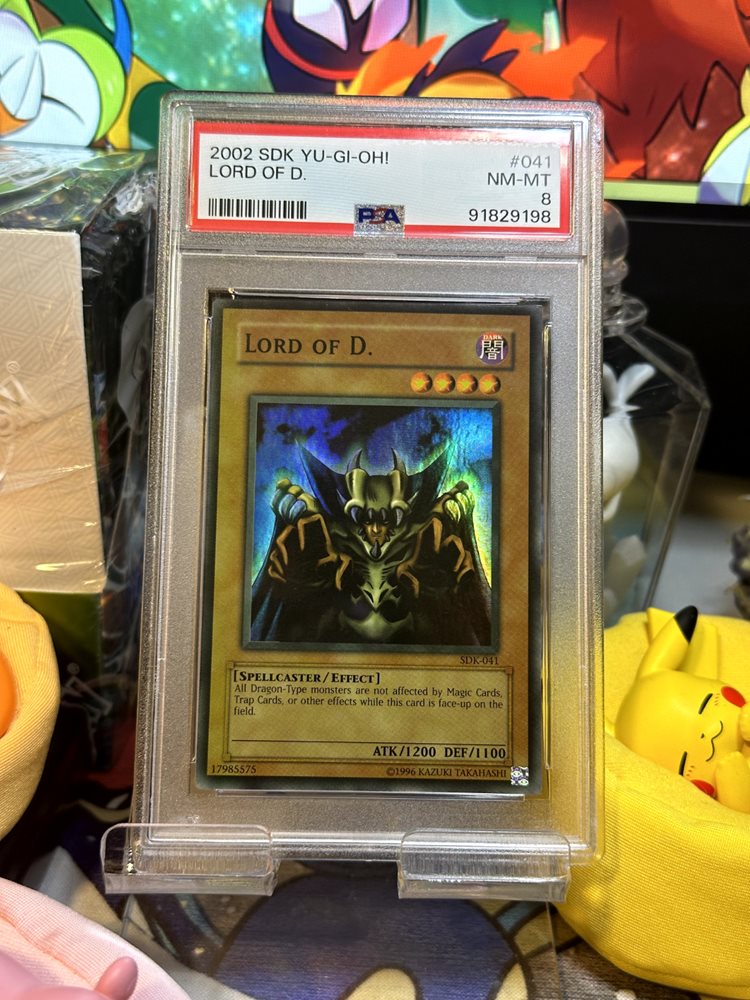 2002 SDK YU-GI-OH! #041
LORD OF D. NM-MT
8
91829198
PSA
LORD OF D.
DARK
闇
SDK-041
[SPELLCASTER/EFFECT]
All Dragon-Type monsters are not affected by Magic Cards,
Trap Cards, or other effects while this card is face-up on the
field.
ATK/1200 DEF/1100
17985575 ©1996 KAZUKI TAKAHASHI